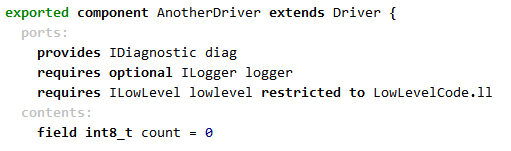 exported component AnotherDriver extends Driver {
ports:
provides IDiagnostic diag
requires optional ILogger logger
requires ILowLevel lowlevel restricted to LowLevelCode.ll
contents:
field int8_t count = 0